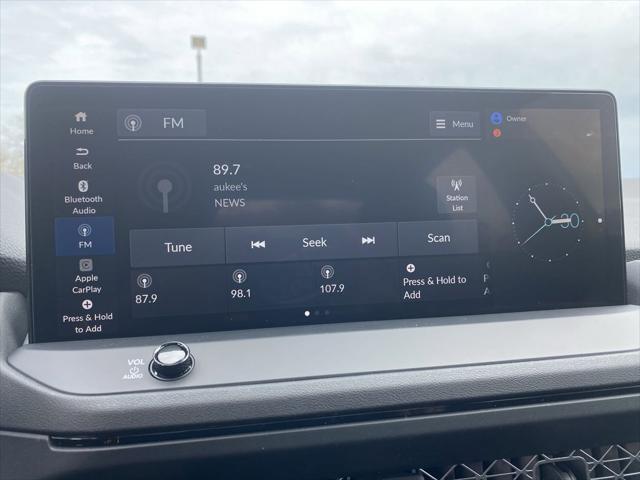 Home
FM
Menu
Owner
Back
89.7
aukee's
NEWS
Bluetooth
Audio
Station
List
FM
Tune
Seek
Scan
Apple
CarPlay
87.9
98.1
107.9
Press & Hold to
Add
Press & Hold
to Add
VOL
AUDIO